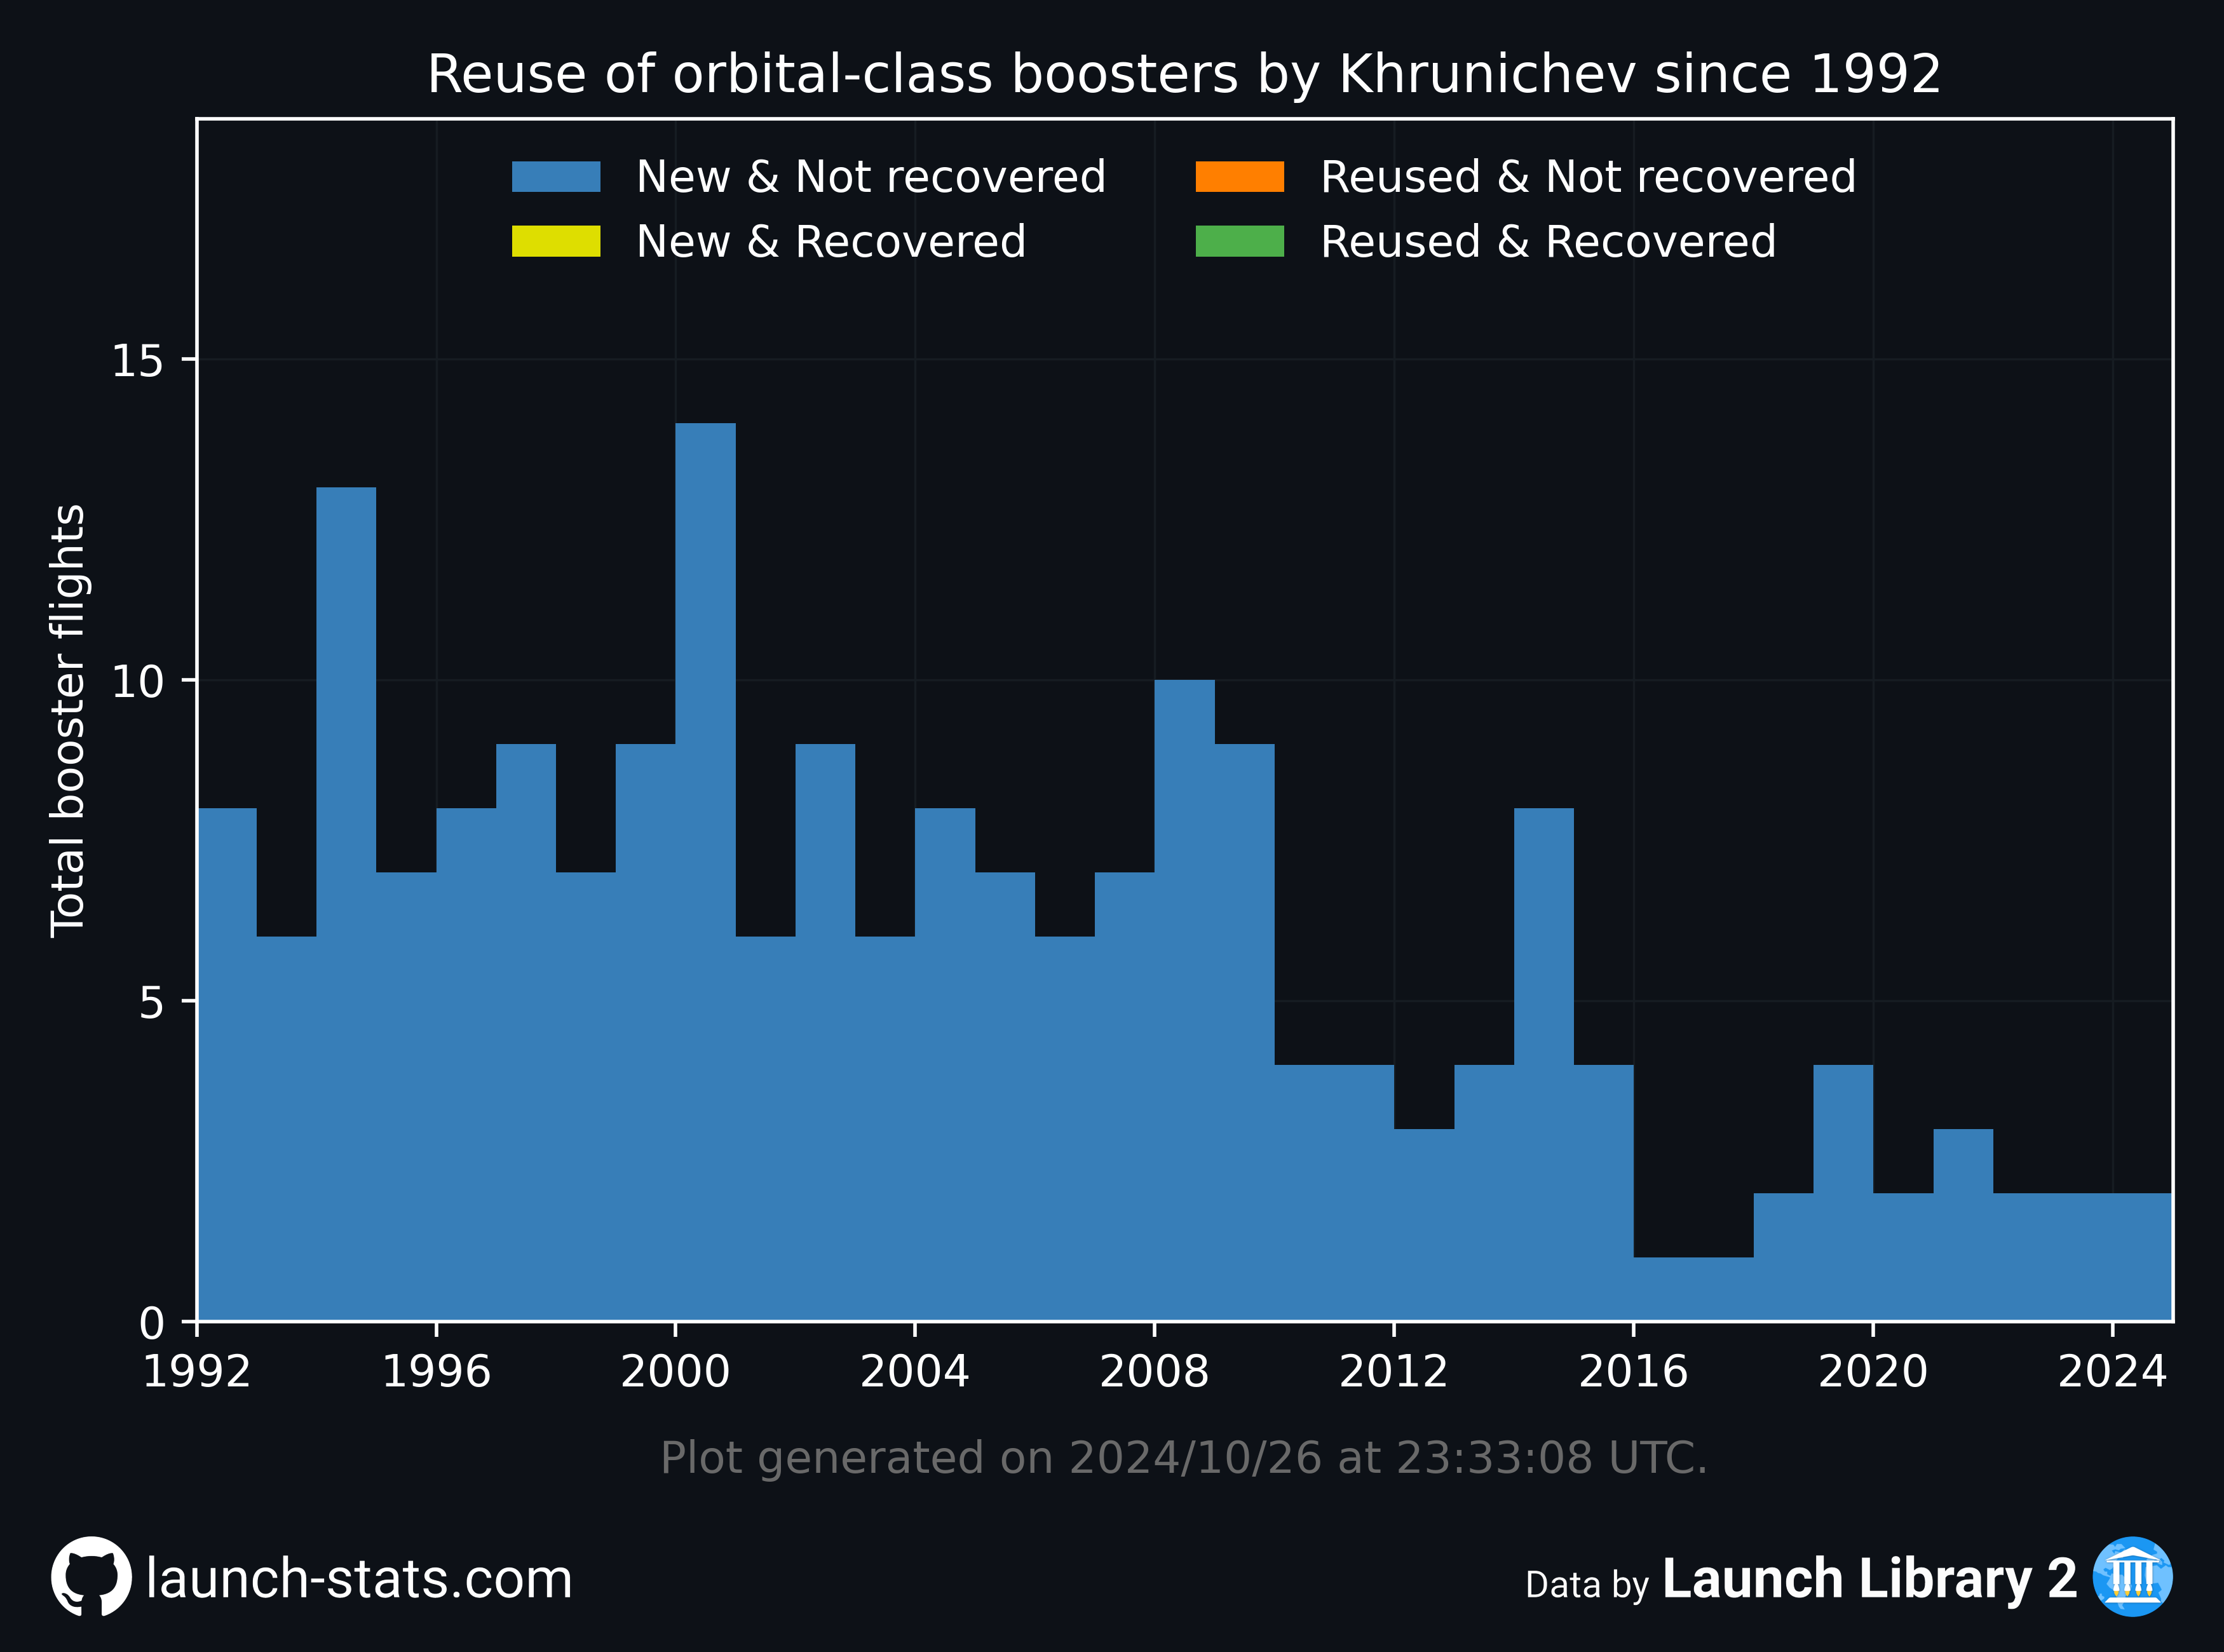 Reuse of orbital-class boosters by Khrunichev since 1992
New & Not recovered
New & Recovered
Reused & Not recovered
Reused & Recovered
Total booster flights
15
10
5
0
1992 1996 2000 2004 2008 2012 2016 2020 2024
Plot generated on 2024/10/26 at 23:33:08 UTC.
launch-stats.com
Data by Launch Library 2